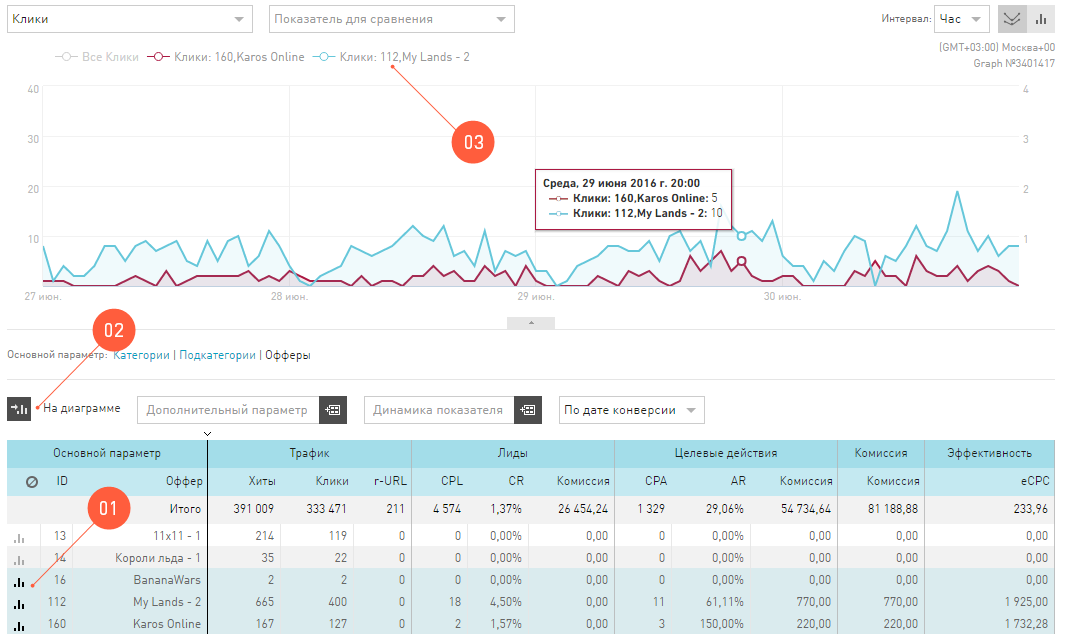 Клики Показатель для сравнения Интервал: Час
(GMT+03:00) Москва+00
Graph №3401417
Все Клики Клики: 160,Karos Online Клики: 112,My Lands - 2
40 4
03
30 3
Среда, 29 июня 2016 г. 20:00
Клики: 160,Karos Online: 5
Клики: 112,My Lands - 2: 10
20 2
10 1
27 июн. 28 июн. 29 июн. 30 июн.
02
Основной параметр: Категории | Подкатегории | Офферы
На диаграмме Дополнительный параметр Динамика показателя По дате конверсии
Основной параметр Трафик Лиды Целевые действия Комиссия Эффективность
ID Оффер Хиты Клики r-URL CPL CR Комиссия CPA AR Комиссия Комиссия eCPC
01
Итого 391 009 333 471 211 4 574 1,37% 26 454,24 1 329 29,06% 54 734,64 81 188,88 233,96
13 11x11 - 1 214 119 0 0 0,00% 0,00 0 0,00% 0,00 0,00 0,00
14 Короли льда - 1 35 22 0 0 0,00% 0,00 0 0,00% 0,00 0,00 0,00
16 BananaWars 2 2 0 0 0,00% 0,00 0 0,00% 0,00 0,00 0,00
112 My Lands - 2 665 400 0 18 4,50% 0,00 11 61,11% 770,00 770,00 1 925,00
160 Karos Online 167 127 0 2 1,57% 0,00 3 150,00% 220,00 220,00 1 732,28